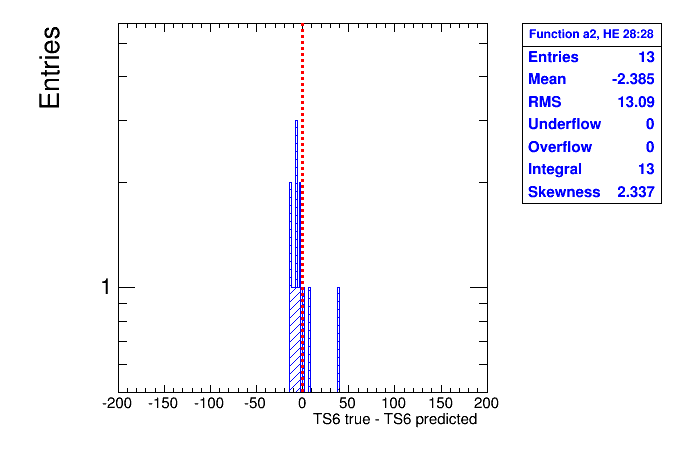 Entries
1
-200 -150 -100 -50 0 50 100 150 200
TS6 true - TS6 predicted
Function a2, HE 28:28
Entries 13
Mean -2.385
RMS 13.09
Underflow 0
Overflow 0
Integral 13
Skewness 2.337